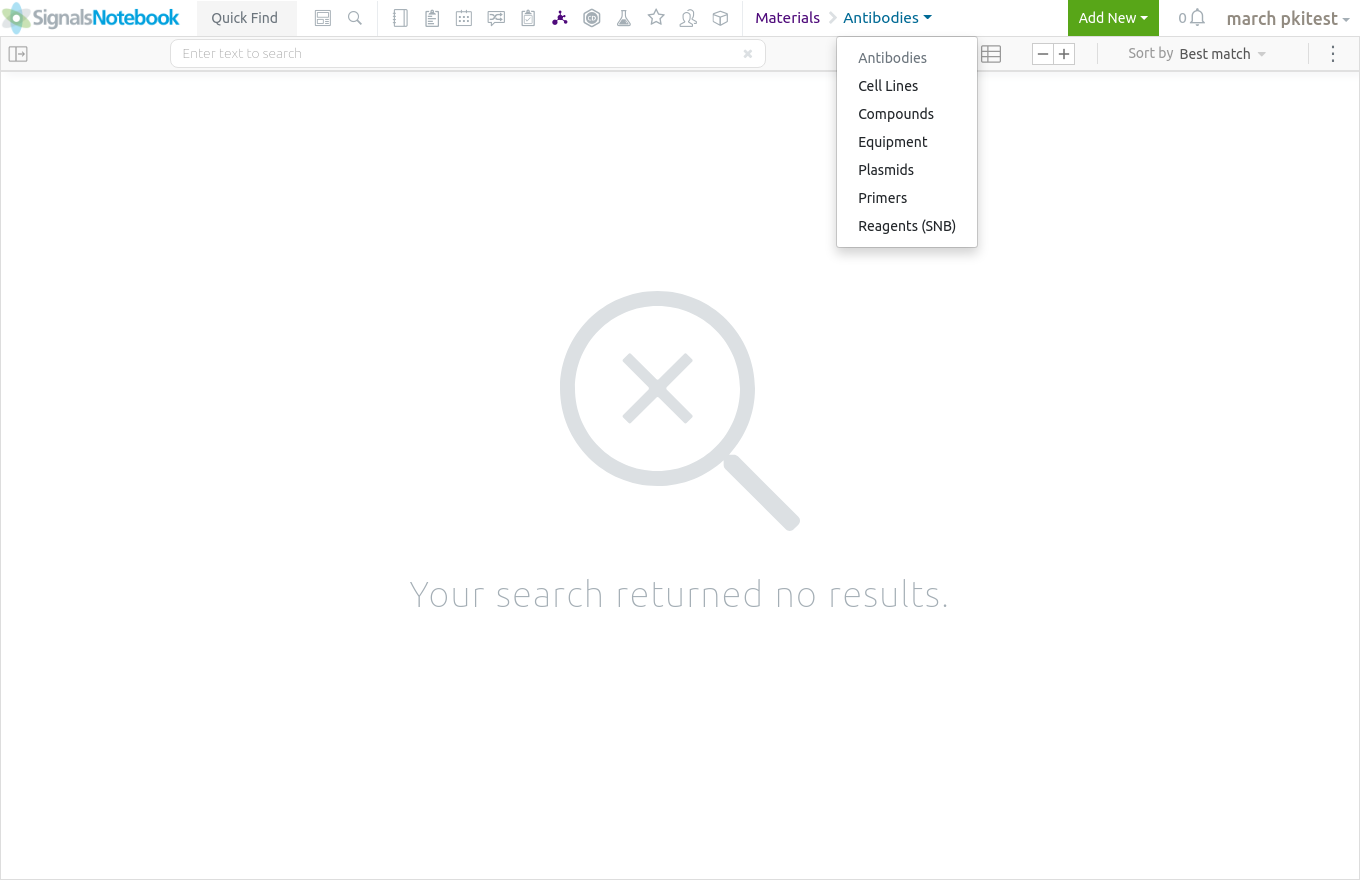 SignalsNotebook Quick Find Materials Antibodies Add New 0 march pkitest
Enter text to search Sort by Best match
Antibodies
Cell Lines
Compounds
Equipment
Plasmids
Primers
Reagents (SNB)
Your search returned no results.